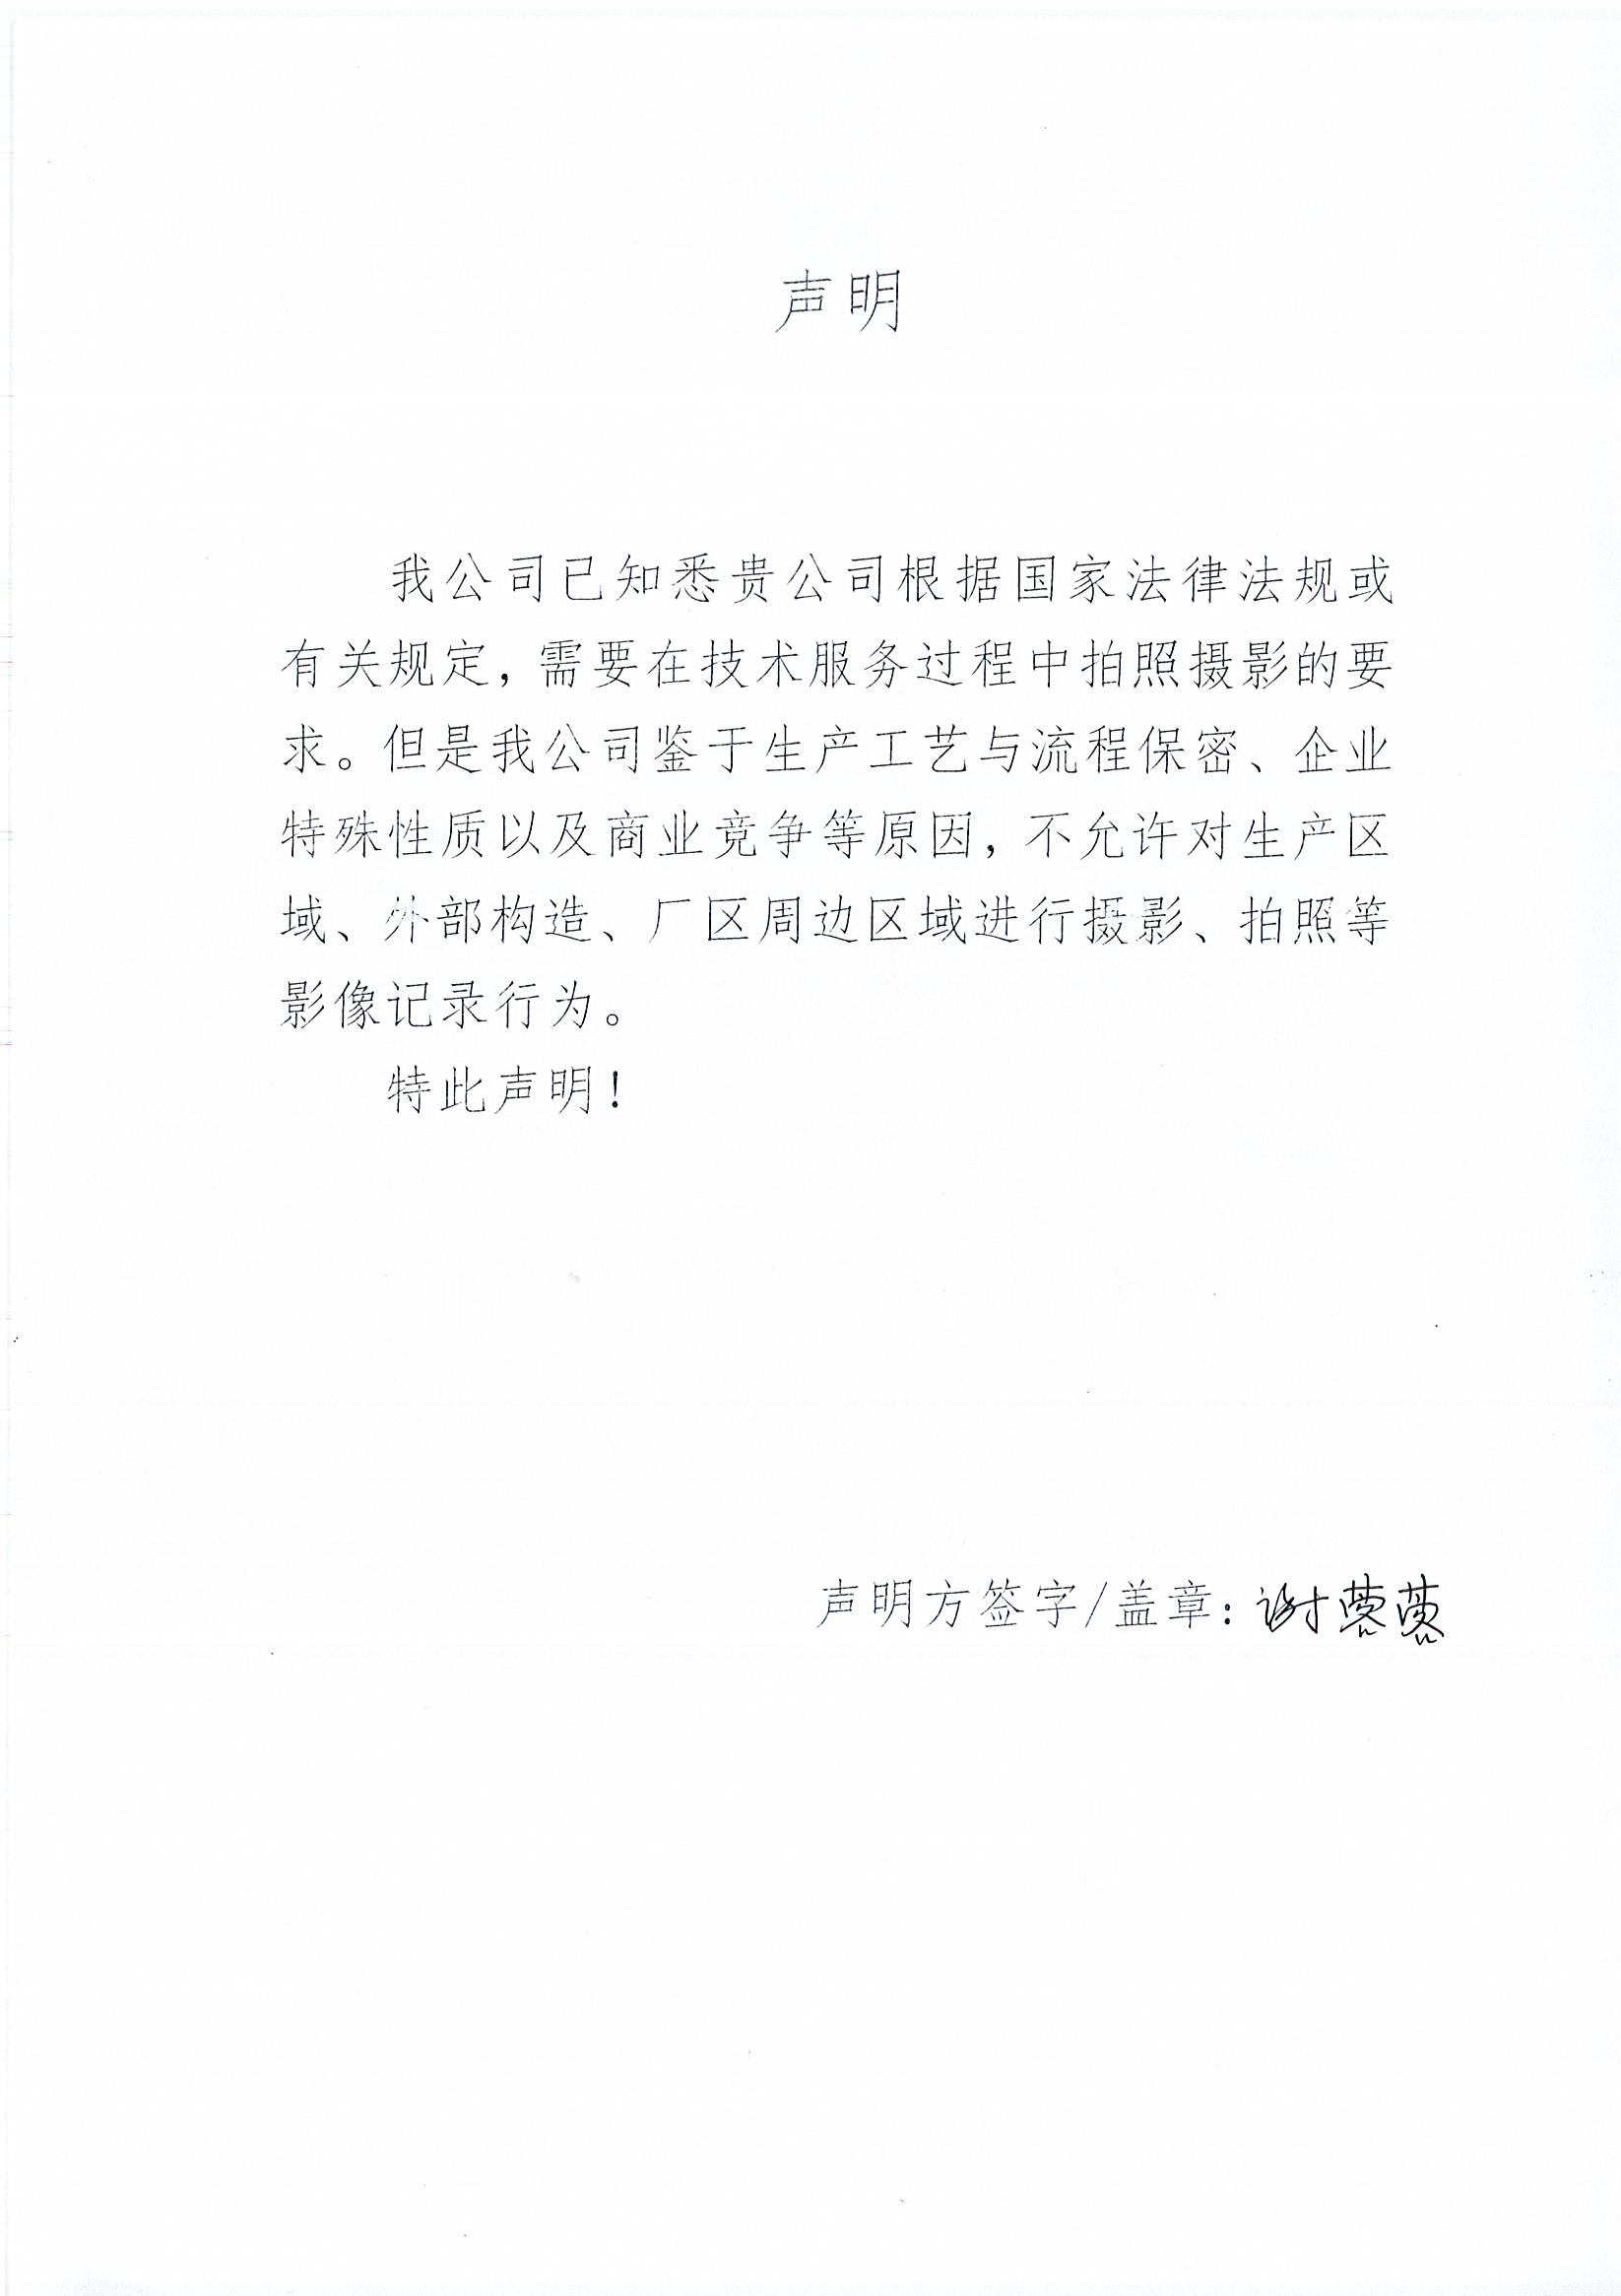 声明
我公司已知悉贵公司根据国家法律法规或
有关规定，需要在技术服务过程中拍照摄影的要
求。但是我公司鉴于生产工艺与流程保密、企业
特殊性质以及商业竞争等原因，不允许对生产区
域、外部构造、厂区周边区域进行摄影、拍照等
影像记录行为。
特此声明！
声明方签字/盖章：谢